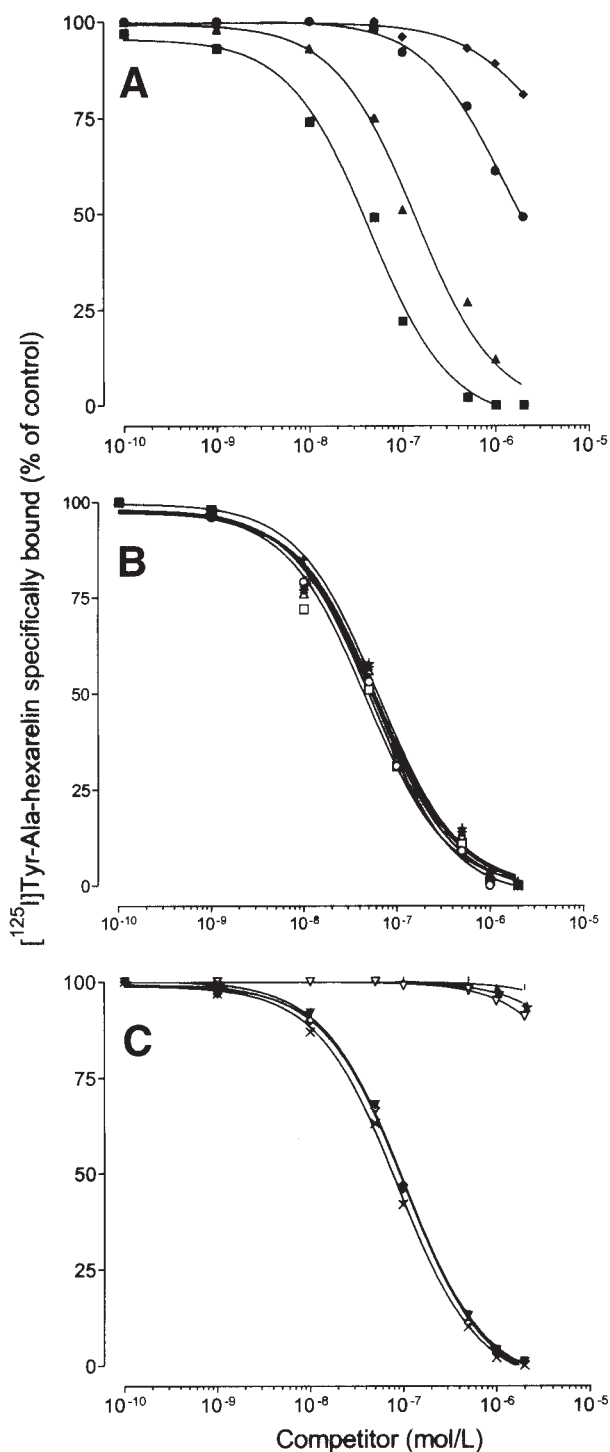 [¹²⁵I]Tyr-Ala-hexarelin specifically bound (% of control)
A
100
75
50
25
0
10⁻¹⁰ 10⁻⁹ 10⁻⁸ 10⁻⁷ 10⁻⁶ 10⁻⁵
B
100
75
50
25
0
10⁻¹⁰ 10⁻⁹ 10⁻⁸ 10⁻⁷ 10⁻⁶ 10⁻⁵
C
100
75
50
25
0
10⁻¹⁰ 10⁻⁹ 10⁻⁸ 10⁻⁷ 10⁻⁶ 10⁻⁵
Competitor (mol/L)